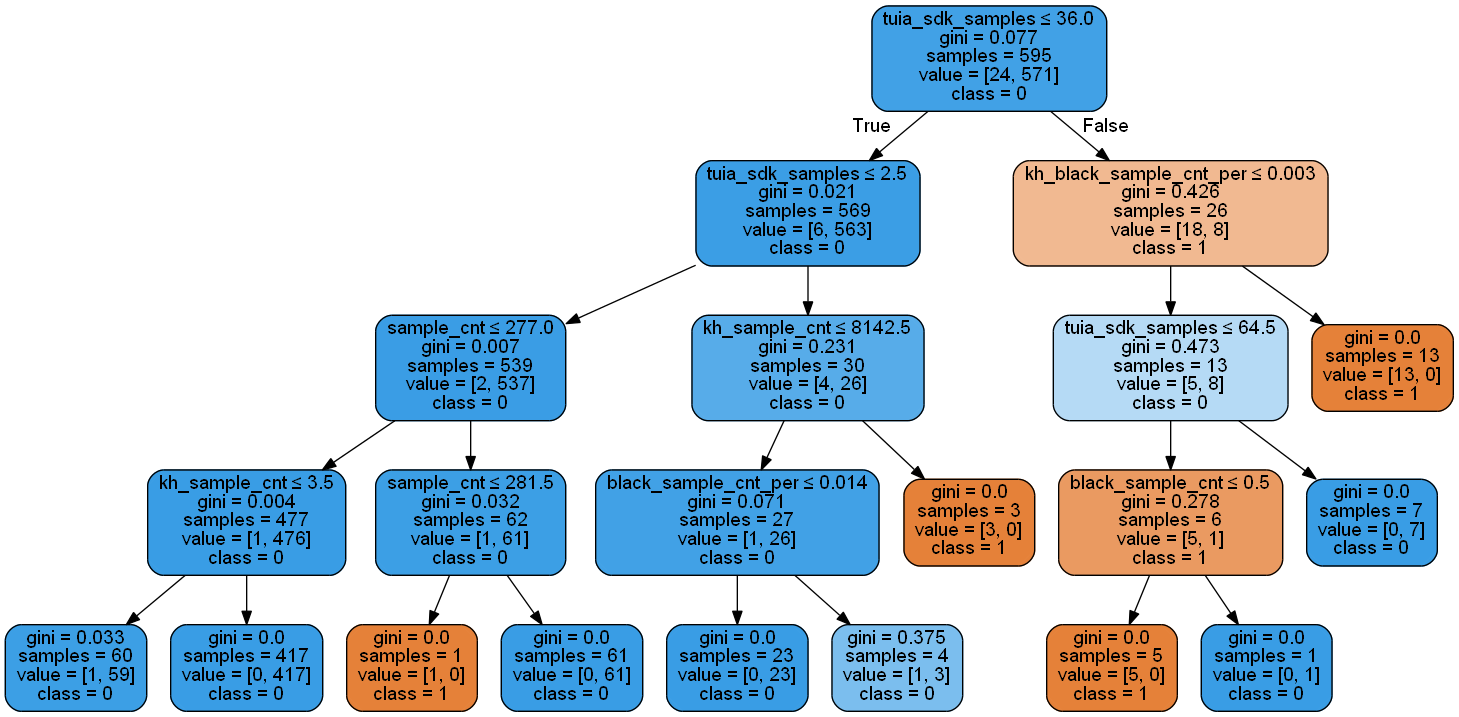 tuia_sdk_samples ≤ 36.0
gini = 0.077
samples = 595
value = [24, 571]
class = 0
True
False
tuia_sdk_samples ≤ 2.5
gini = 0.021
samples = 569
value = [6, 563]
class = 0
kh_black_sample_cnt_per ≤ 0.003
gini = 0.426
samples = 26
value = [18, 8]
class = 1
sample_cnt ≤ 277.0
gini = 0.007
samples = 539
value = [2, 537]
class = 0
kh_sample_cnt ≤ 8142.5
gini = 0.231
samples = 30
value = [4, 26]
class = 0
tuia_sdk_samples ≤ 64.5
gini = 0.473
samples = 13
value = [5, 8]
class = 0
gini = 0.0
samples = 13
value = [13, 0]
class = 1
kh_sample_cnt ≤ 3.5
gini = 0.004
samples = 477
value = [1, 476]
class = 0
sample_cnt ≤ 281.5
gini = 0.032
samples = 62
value = [1, 61]
class = 0
black_sample_cnt_per ≤ 0.014
gini = 0.071
samples = 27
value = [1, 26]
class = 0
gini = 0.0
samples = 3
value = [3, 0]
class = 1
black_sample_cnt ≤ 0.5
gini = 0.278
samples = 6
value = [5, 1]
class = 1
gini = 0.0
samples = 7
value = [0, 7]
class = 0
gini = 0.033
samples = 60
value = [1, 59]
class = 0
gini = 0.0
samples = 417
value = [0, 417]
class = 0
gini = 0.0
samples = 1
value = [1, 0]
class = 1
gini = 0.0
samples = 61
value = [0, 61]
class = 0
gini = 0.0
samples = 23
value = [0, 23]
class = 0
gini = 0.375
samples = 4
value = [1, 3]
class = 0
gini = 0.0
samples = 5
value = [5, 0]
class = 1
gini = 0.0
samples = 1
value = [0, 1]
class = 0